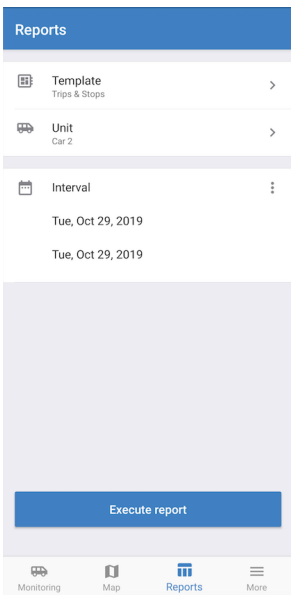 Reports
Template
Trips & Stops
Unit
Car 2
Interval
Tue, Oct 29, 2019
Tue, Oct 29, 2019
Execute report
Monitoring
Map
Reports
More